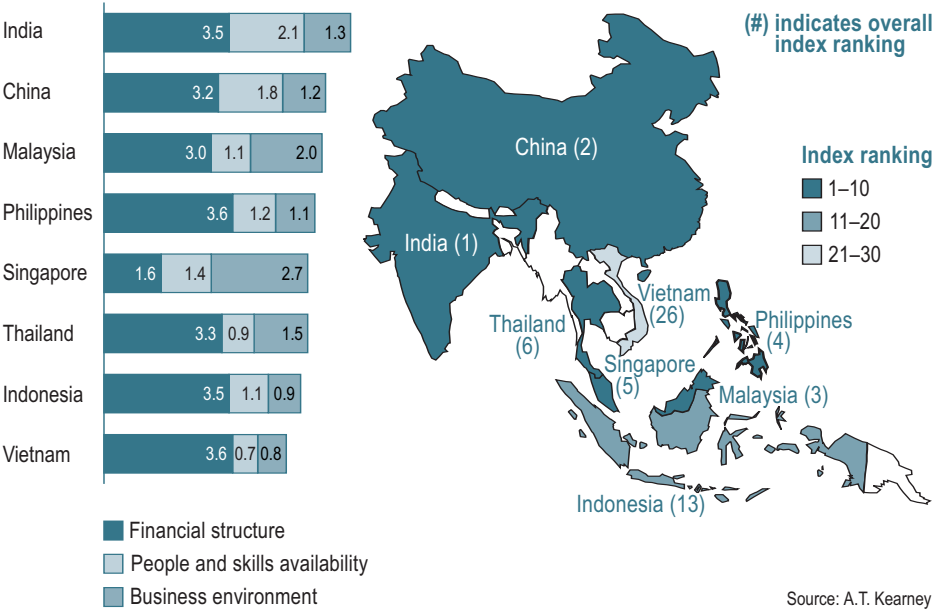 India
3.5 2.1 1.3
China
3.2 1.8 1.2
Malaysia
3.0 1.1 2.0
Philippines
3.6 1.2 1.1
Singapore
1.6 1.4 2.7
Thailand
3.3 0.9 1.5
Indonesia
3.5 1.1 0.9
Vietnam
3.6 0.7 0.8
Financial structure
People and skills availability
Business environment
(#) indicates overall
index ranking
China (2)
India (1)
Index ranking
1–10
11–20
21–30
Vietnam
(26)
Thailand
(6)
Philippines
(4)
Singapore
(5)
Malaysia (3)
Indonesia (13)
Source: A.T. Kearney